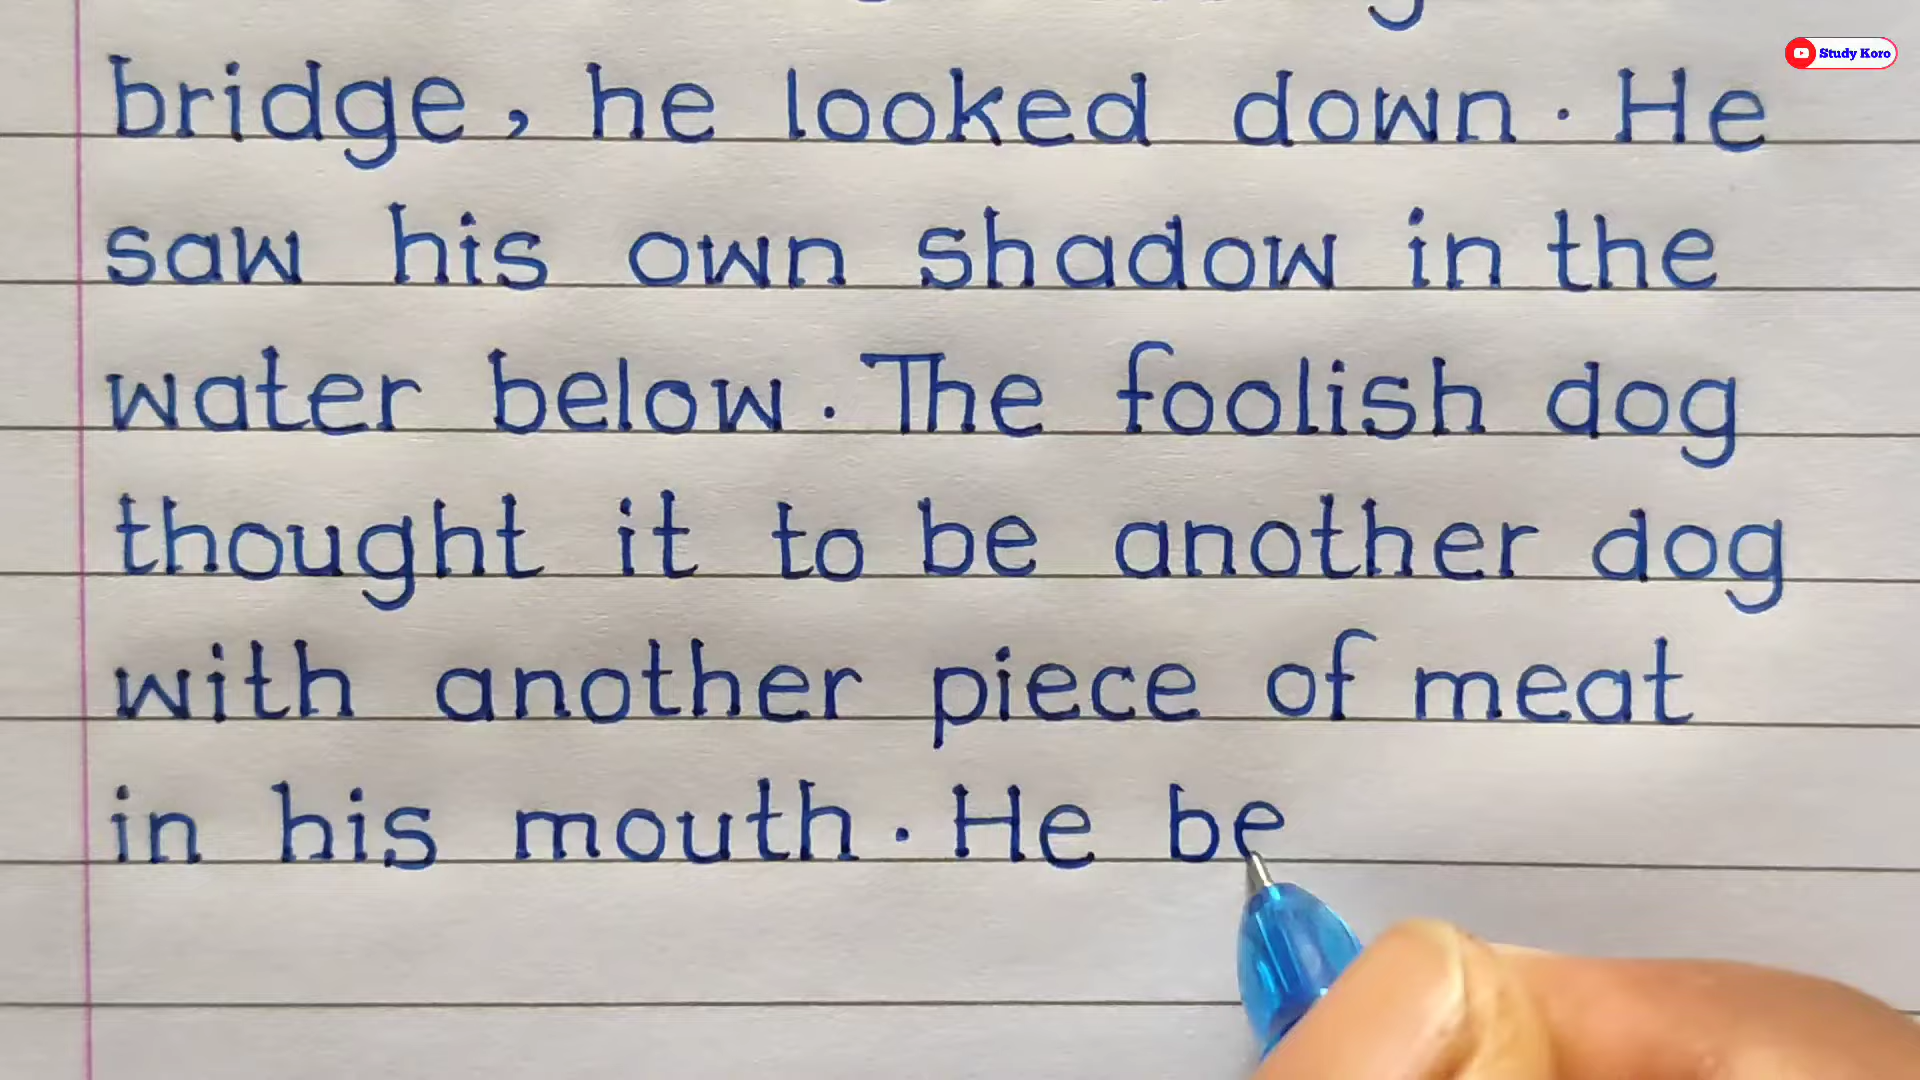 Study Koro
bridge, he looked down. He
saw his own shadow in the
water below. The foolish dog
thought it to be another dog
with another piece of meat
in his mouth. He be